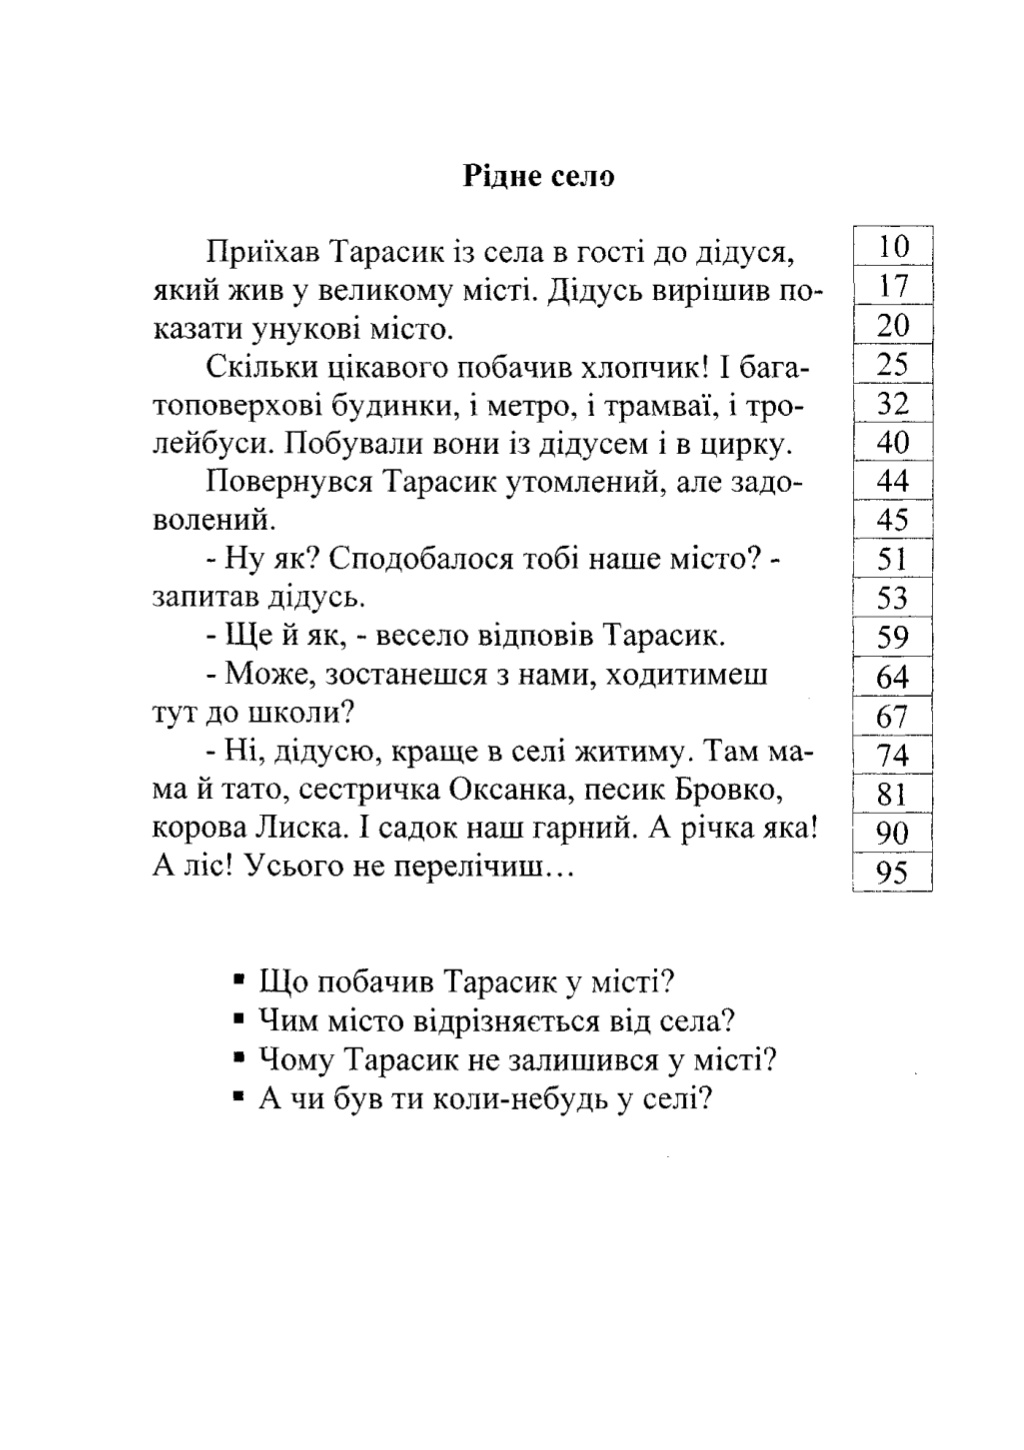 Рідне село
Приїхав Тарасик із села в гості до дідуся, 10
який жив у великому місті. Дідусь вирішив по- 17
казати унукові місто. 20
Скільки цікавого побачив хлопчик! І бага- 25
топоверхові будинки, і метро, і трамваї, і тро- 32
лейбуси. Побували вони із дідусем і в цирку. 40
Повернувся Тарасик утомлений, але задо- 44
волений. 45
- Ну як? Сподобалося тобі наше місто? - 51
запитав дідусь. 53
- Ще й як, - весело відповів Тарасик. 59
- Може, зостанешся з нами, ходитимеш 64
тут до школи? 67
- Ні, дідусю, краще в селі житиму. Там ма- 74
ма й тато, сестричка Оксанка, песик Бровко, 81
корова Лиска. І садок наш гарний. А річка яка! 90
А ліс! Усього не перелічиш... 95
▪ Що побачив Тарасик у місті?
▪ Чим місто відрізняється від села?
▪ Чому Тарасик не залишився у місті?
▪ А чи був ти коли-небудь у селі?